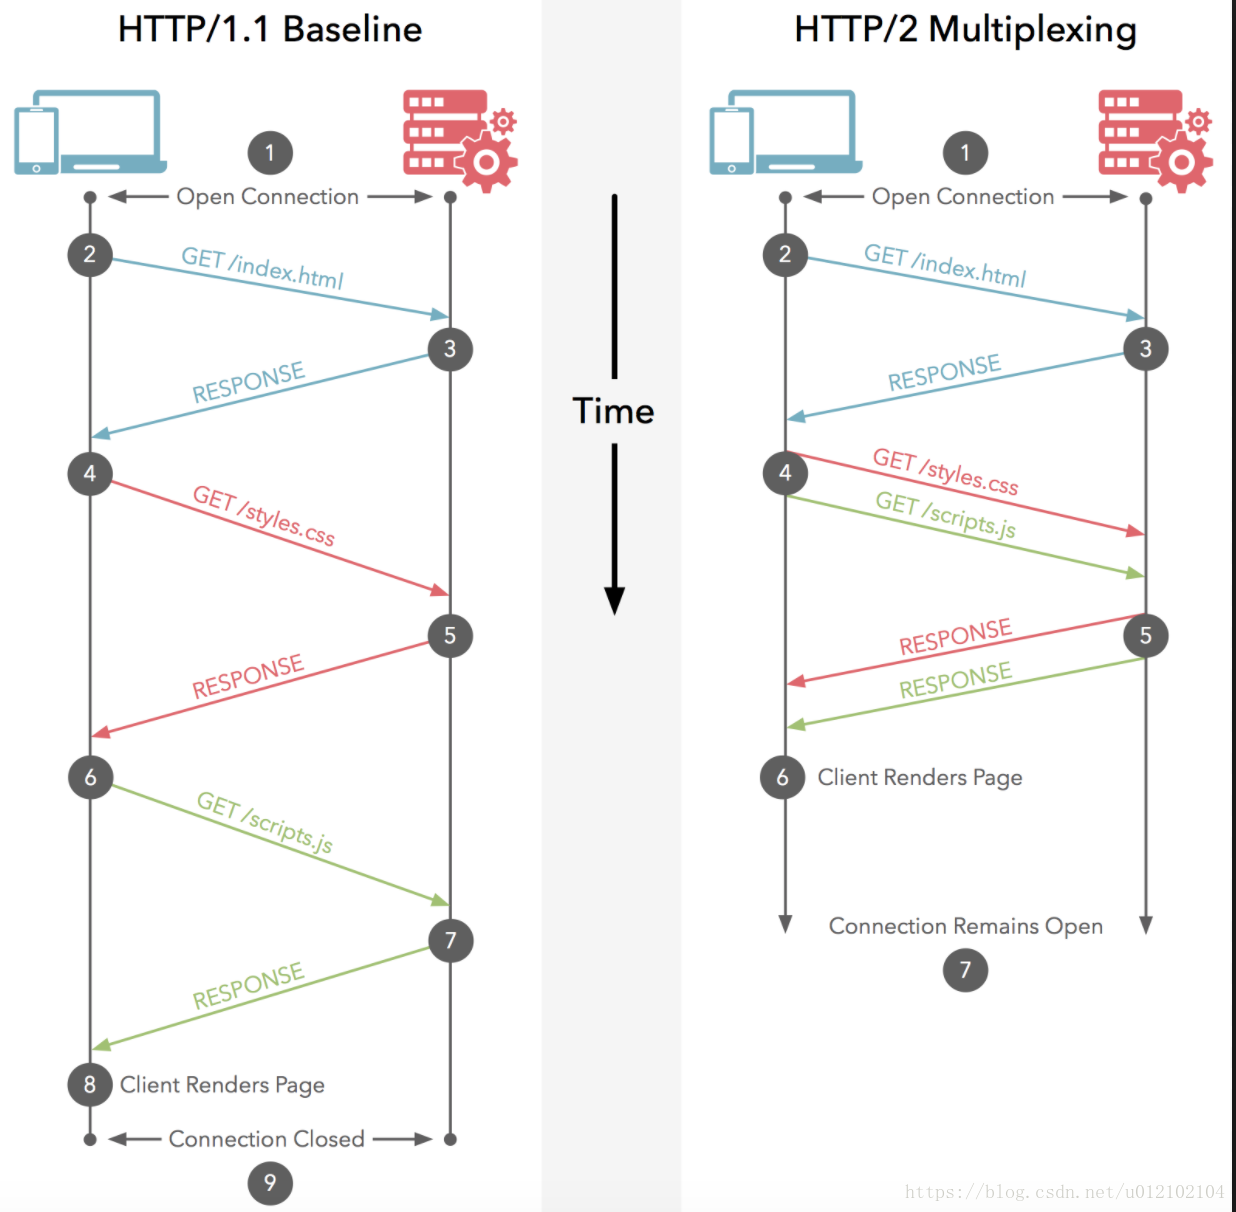 HTTP/1.1 Baseline
1
Open Connection
2
GET /index.html
3
RESPONSE
4
GET /styles.css
5
RESPONSE
6
GET /scripts.js
7
RESPONSE
8 Client Renders Page
Connection Closed
9
Time
HTTP/2 Multiplexing
1
Open Connection
2
GET /index.html
3
RESPONSE
4
GET /styles.css
GET /scripts.js
5
RESPONSE
RESPONSE
6 Client Renders Page
Connection Remains Open
7
https://blog.csdn.net/u012102104